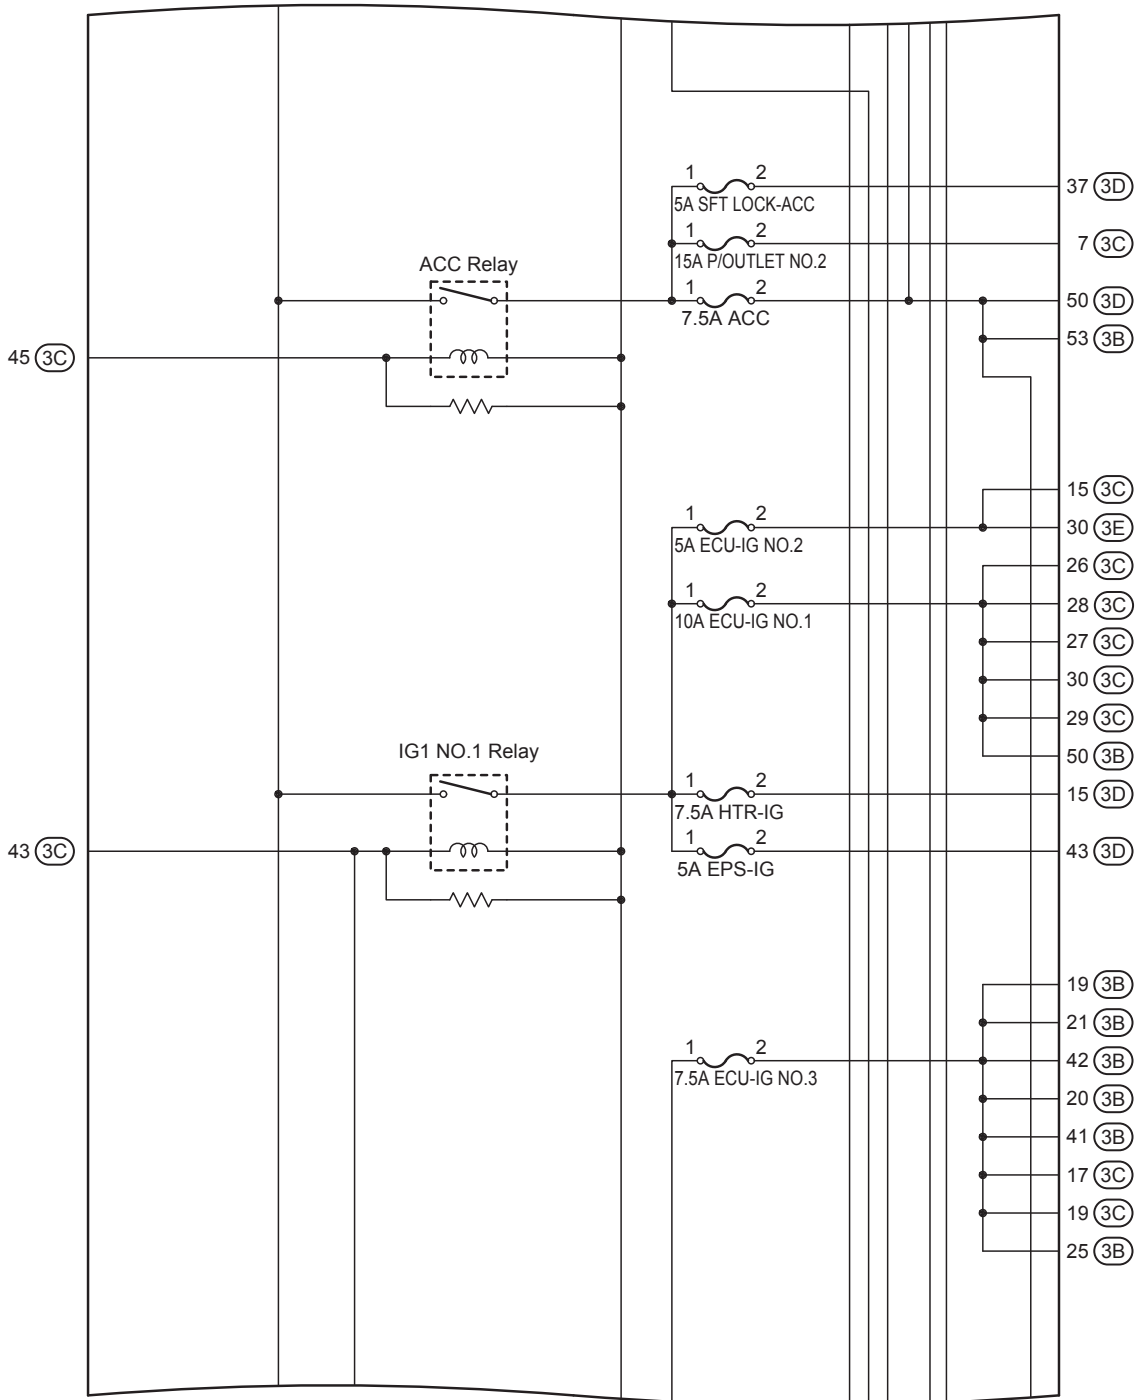 1 2
5A SFT LOCK-ACC
37 3D
1 2
15A P/OUTLET NO.2
7 3C
ACC Relay
1 2
7.5A ACC
50 3D
53 3B
45 3C
15 3C
1 2
5A ECU-IG NO.2
30 3E
26 3C
1 2
10A ECU-IG NO.1
28 3C
27 3C
30 3C
29 3C
50 3B
IG1 NO.1 Relay
1 2
7.5A HTR-IG
15 3D
43 3C
1 2
5A EPS-IG
43 3D
19 3B
21 3B
1 2
7.5A ECU-IG NO.3
42 3B
20 3B
41 3B
17 3C
19 3C
25 3B